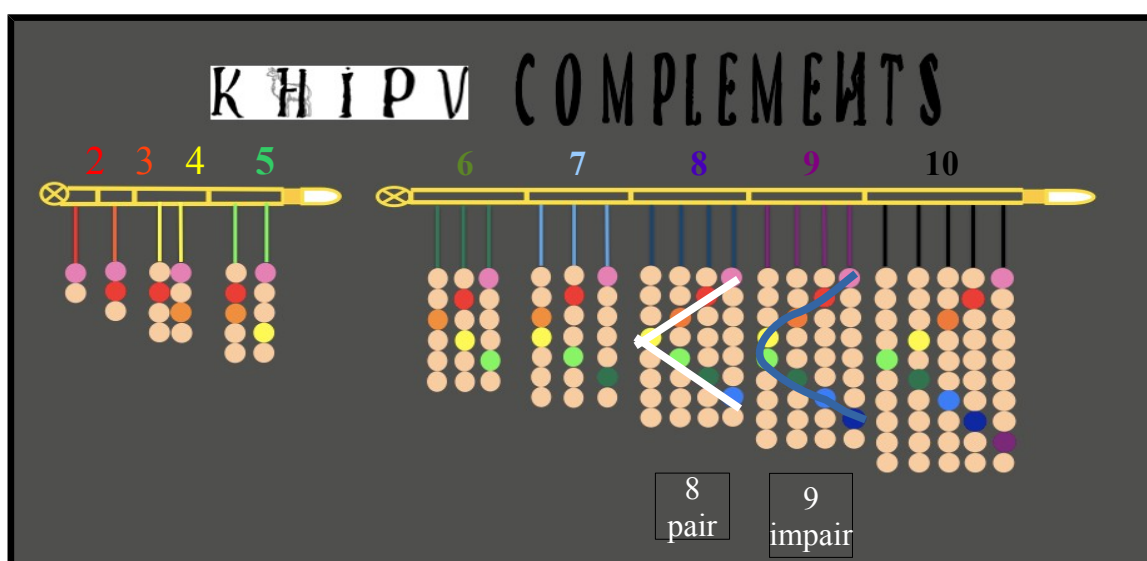 KHIPV COMPLEMENTS
2 3 4 5 6 7 8 9 10
8
pair
9
impair